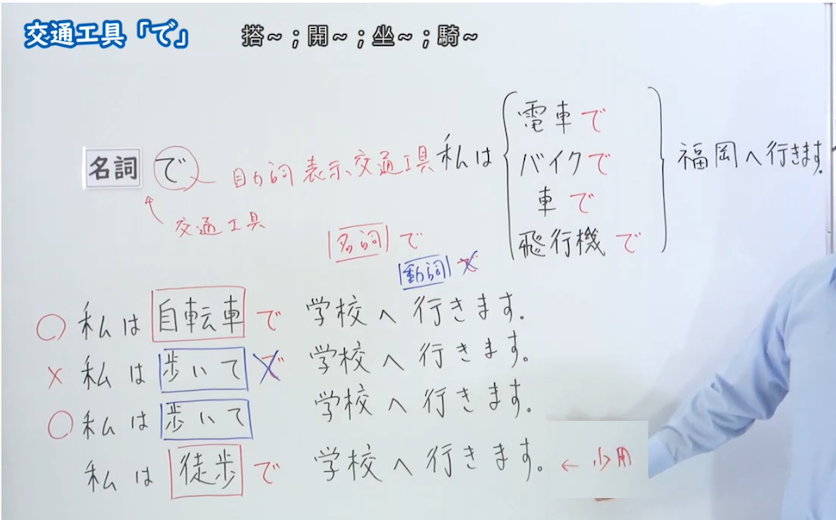 交通工具「で」 搭～；開～；坐～；騎～
名詞 で 助詞 表示交通工具
交通工具
私は 電車で 福岡へ行きます。
バイクで
車で
飛行機で
名詞 で
動詞 で
○ 私は 自転車 で 学校へ行きます。
× 私は 歩いて で 学校へ行きます。
○ 私は 歩いて 学校へ行きます。
私は 徒歩 で 学校へ行きます。 ← 少用